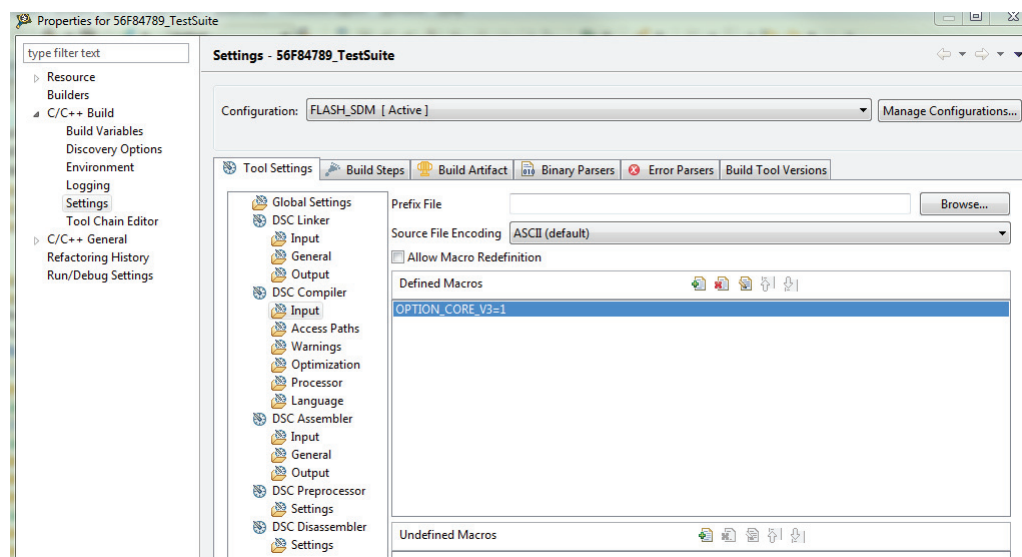 Properties for 56F84789_TestSuite
type filter text
Resource
Builders
C/C++ Build
Build Variables
Discovery Options
Environment
Logging
Settings
Tool Chain Editor
C/C++ General
Refactoring History
Run/Debug Settings
Settings - 56F84789_TestSuite
Configuration: FLASH_SDM [ Active ] Manage Configurations...
Tool Settings Build Steps Build Artifact Binary Parsers Error Parsers Build Tool Versions
Global Settings
DSC Linker
Input
General
Output
DSC Compiler
Input
Access Paths
Warnings
Optimization
Processor
Language
DSC Assembler
Input
General
Output
DSC Preprocessor
Settings
DSC Disassembler
Settings
Prefix File Browse...
Source File Encoding ASCII (default)
Allow Macro Redefinition
Defined Macros
OPTION_CORE_V3=1
Undefined Macros